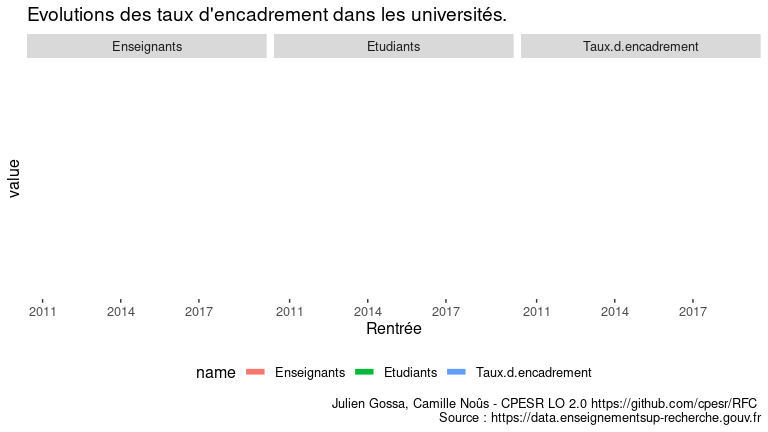 Evolutions des taux d'encadrement dans les universités.
Enseignants Etudiants Taux.d.encadrement
value
2011 2014 2017 2011 2014 2017 2011 2014 2017
Rentrée
name Enseignants Etudiants Taux.d.encadrement
Julien Gossa, Camille Noûs - CPESR LO 2.0 https://github.com/cpesr/RFC
Source : https://data.enseignementsup-recherche.gouv.fr